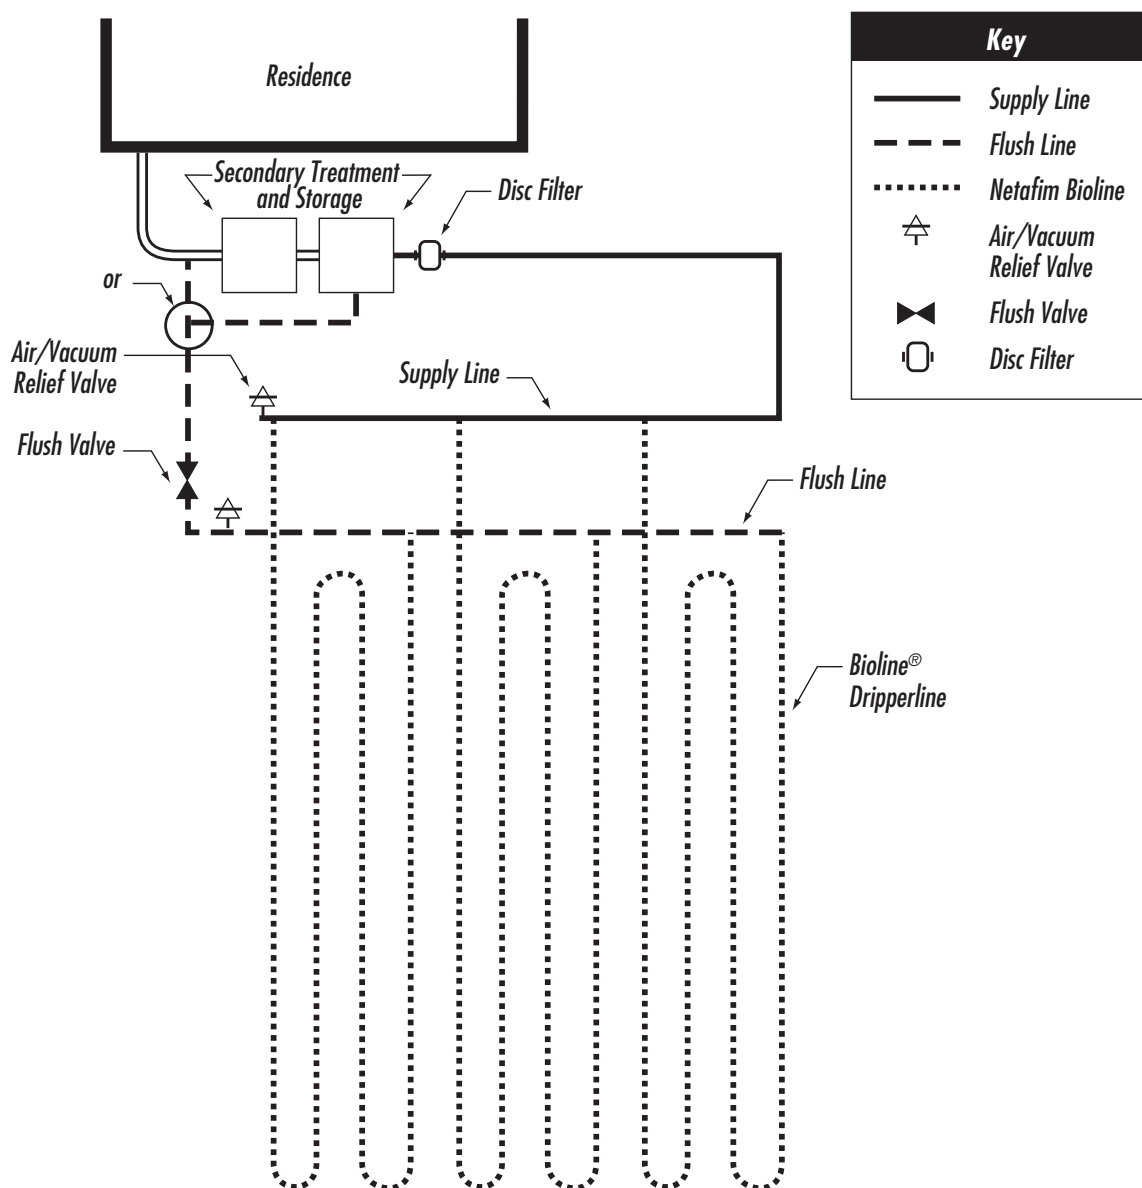 Residence
Secondary Treatment
and Storage
Disc Filter
or
Air/Vacuum
Relief Valve
Supply Line
Flush Valve
Flush Line
Bioline®
Dripperline
Key
Supply Line
Flush Line
Netafim Bioline
Air/Vacuum
Relief Valve
Flush Valve
Disc Filter